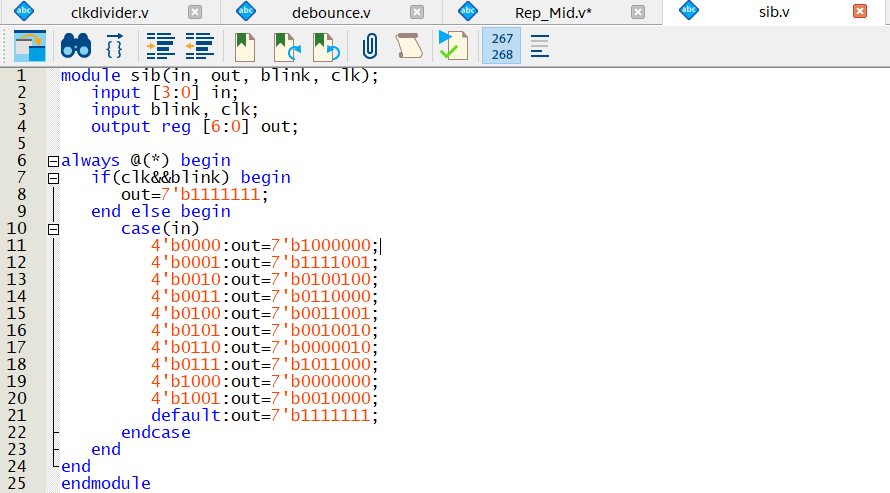 clkdivider.v debounce.v Rep_Mid.v* sib.v
267
268
1 module sib(in, out, blink, clk);
2 input [3:0] in;
3 input blink, clk;
4 output reg [6:0] out;
5
6 always @(*) begin
7 if(clk&&blink) begin
8 out=7'b1111111;
9 end else begin
10 case(in)
11 4'b0000:out=7'b1000000;
12 4'b0001:out=7'b1111001;
13 4'b0010:out=7'b0100100;
14 4'b0011:out=7'b0110000;
15 4'b0100:out=7'b0011001;
16 4'b0101:out=7'b0010010;
17 4'b0110:out=7'b0000010;
18 4'b0111:out=7'b1011000;
19 4'b1000:out=7'b0000000;
20 4'b1001:out=7'b0010000;
21 default:out=7'b1111111;
22 endcase
23 end
24 end
25 endmodule